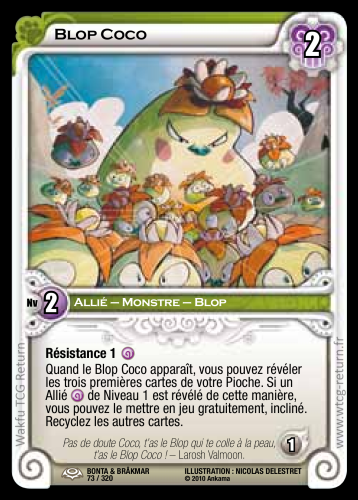 Blop Coco
2
Nv 2
Allié – Monstre – Blop
Résistance 1
Quand le Blop Coco apparaît, vous pouvez révéler
les trois premières cartes de votre Pioche. Si un
Allié de Niveau 1 est révélé de cette manière,
vous pouvez le mettre en jeu gratuitement, incliné.
Recyclez les autres cartes.
Pas de doute Coco, t'as le Blop qui te colle à la peau,
t'as le Coco Blop ! – Larosh Valmoon.
1
BONTA & BRÂKMAR
73 / 320
ILLUSTRATION : NICOLAS DELESTRET
© 2010 Ankama
Wakfu TCG Return
www.wtcg-return.fr